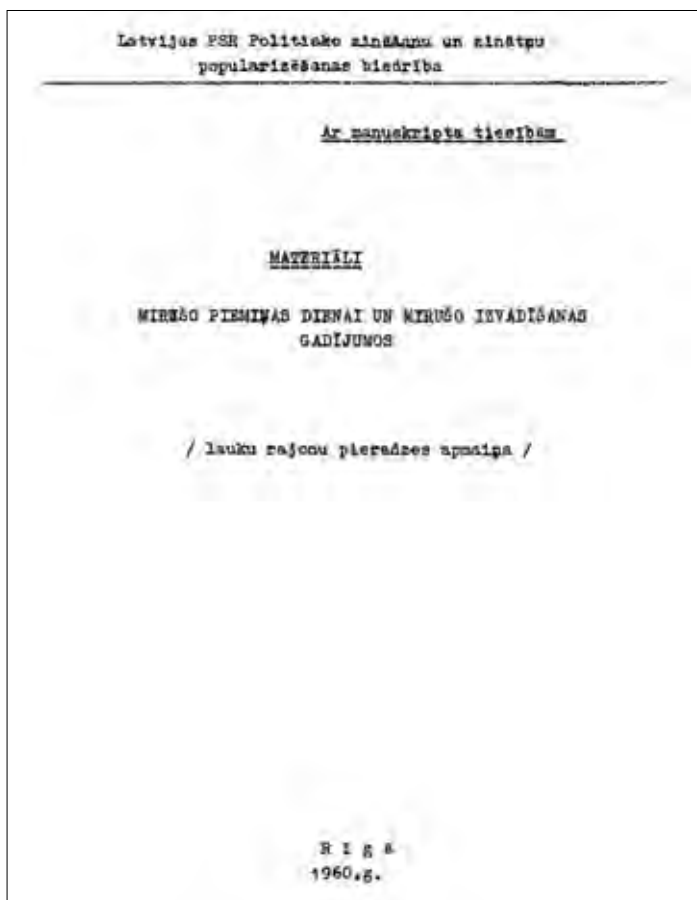 Latvijas PSR Politisko zināšanu un zinātņu
popularizēšanas biedrība
Ar manuskripta tiesībām
MATERIĀLI
MIRUŠO PIEMIŅAS DIENAI UN MIRUŠO IZVADĪŠANAS
GADĪJUMOS
/ lauku rajonu pieredzes apmaiņa /
R ī g ā
1960.g.